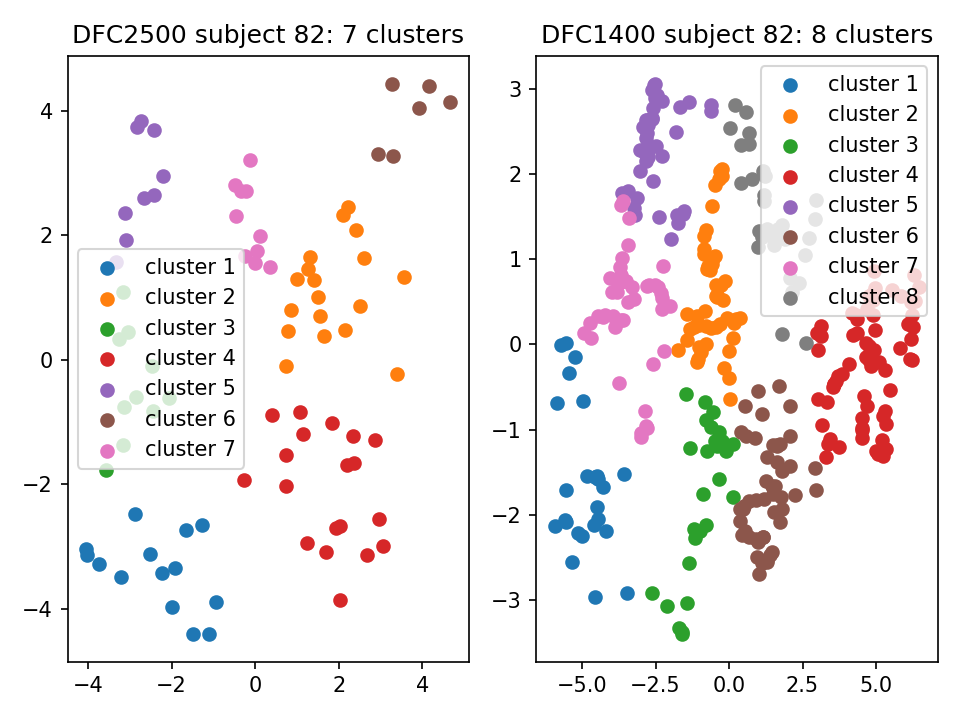 DFC2500 subject 82: 7 clusters
4
2
0
−2
−4
−4
−2
0
2
4
cluster 1
cluster 2
cluster 3
cluster 4
cluster 5
cluster 6
cluster 7
DFC1400 subject 82: 8 clusters
3
2
1
0
−1
−2
−3
−5.0
−2.5
0.0
2.5
5.0
cluster 1
cluster 2
cluster 3
cluster 4
cluster 5
cluster 6
cluster 7
cluster 8